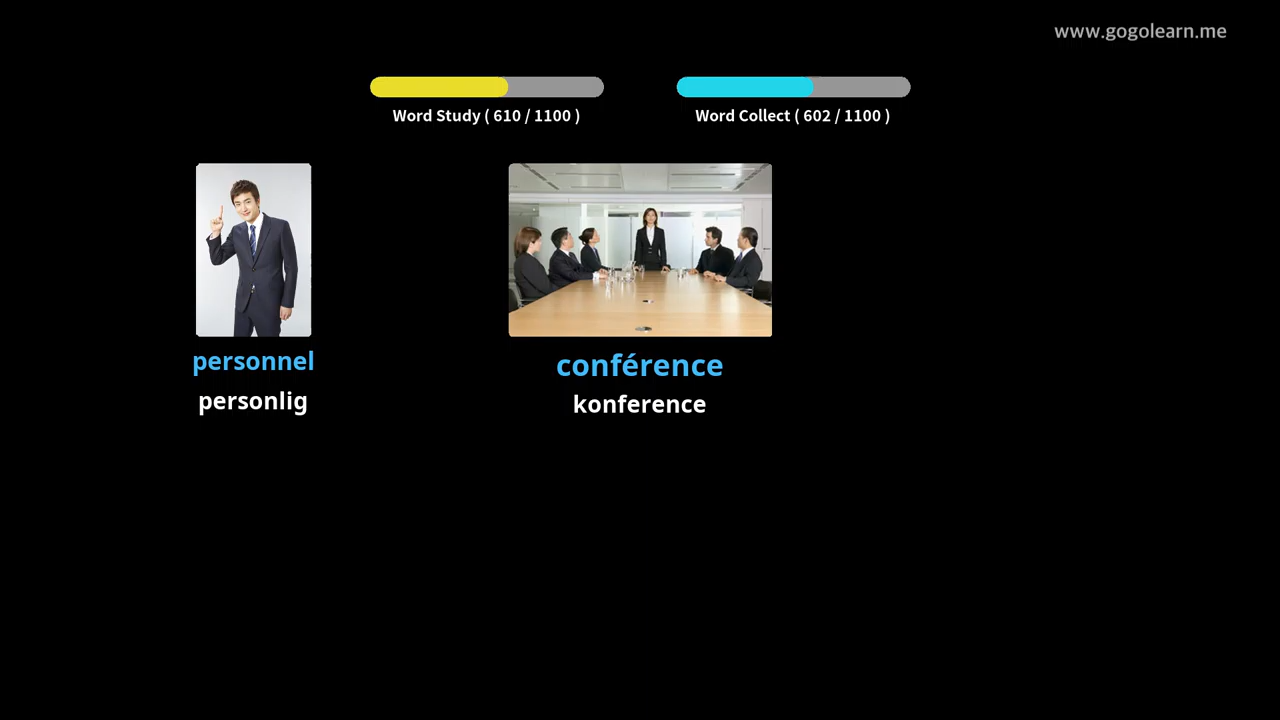 www.gogolearn.me
Word Study ( 610 / 1100 )
Word Collect ( 602 / 1100 )
personnel
personlig
conférence
konference